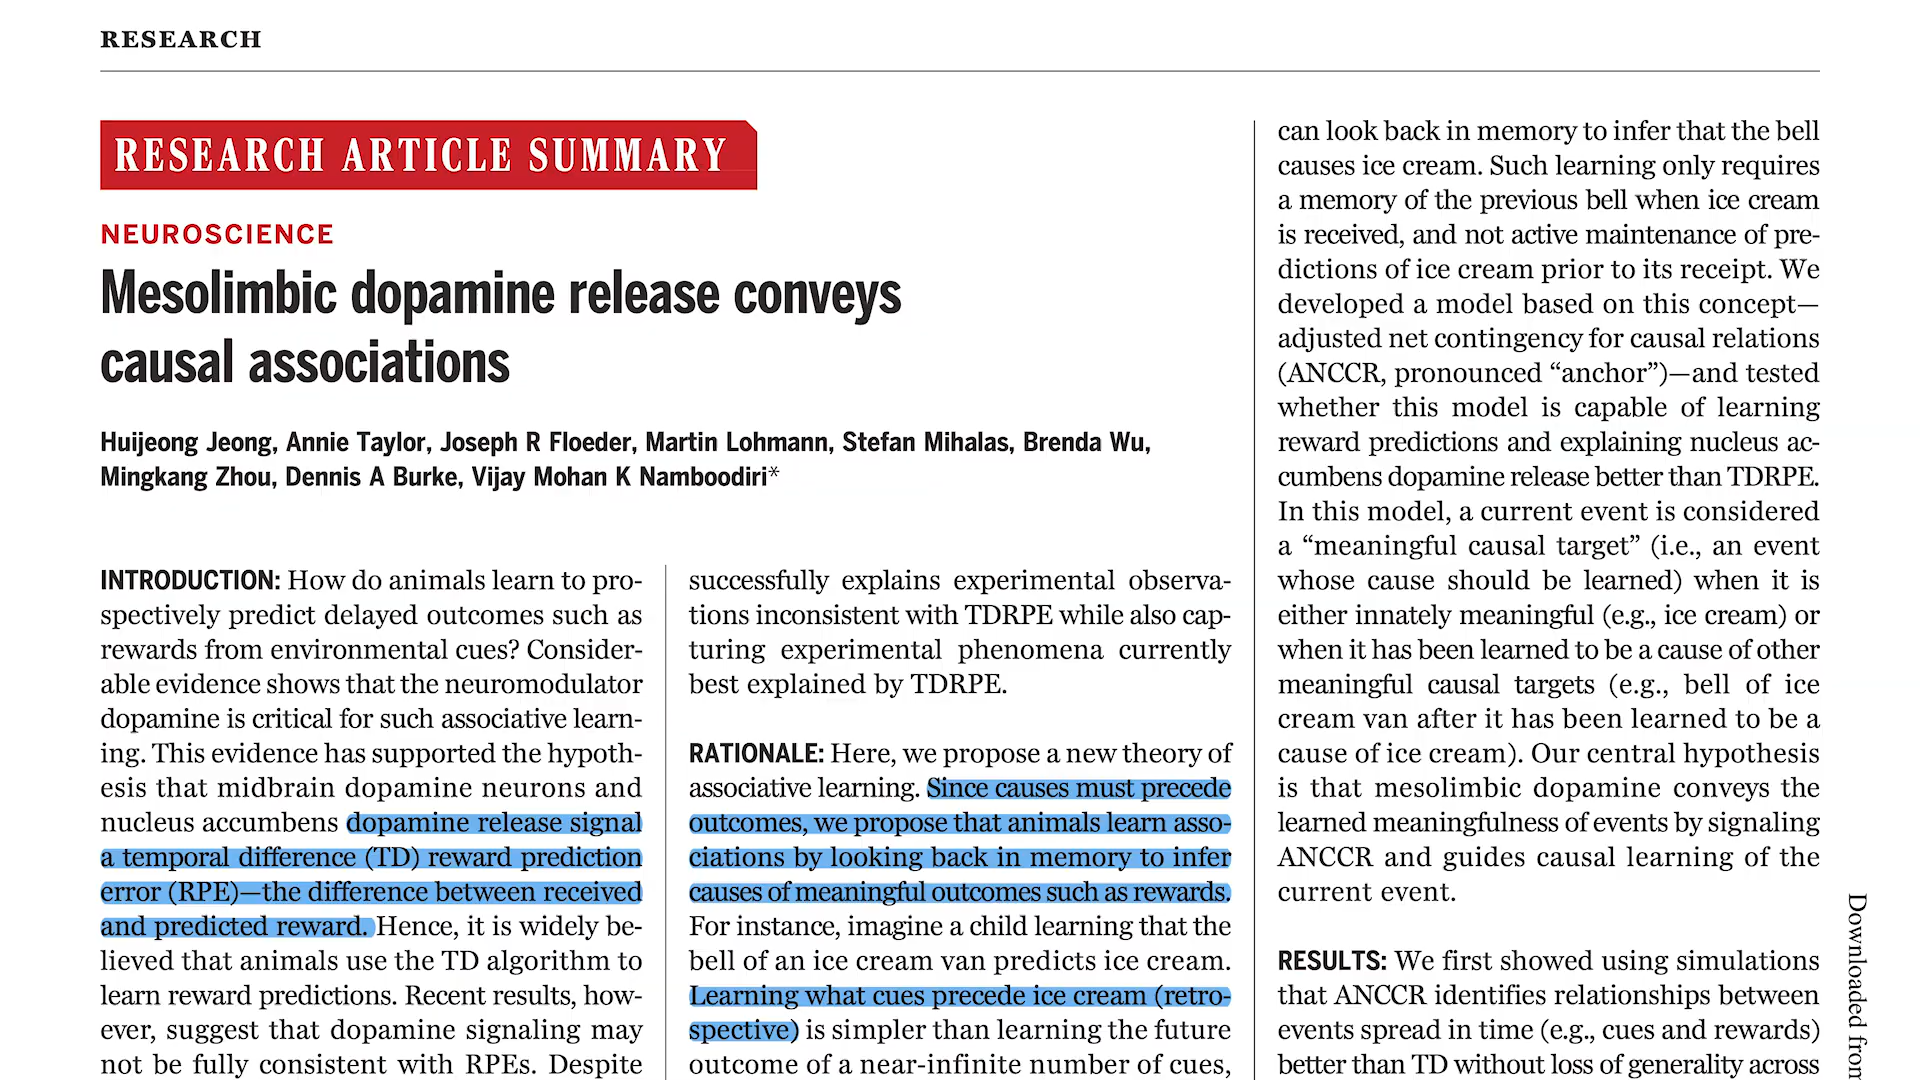 RESEARCH
RESEARCH ARTICLE SUMMARY
NEUROSCIENCE
Mesolimbic dopamine release conveys
causal associations
Huijeong Jeong, Annie Taylor, Joseph R Floeder, Martin Lohmann, Stefan Mihalas, Brenda Wu,
Mingkang Zhou, Dennis A Burke, Vijay Mohan K Namboodiri*
INTRODUCTION: How do animals learn to pro-
spectively predict delayed outcomes such as
rewards from environmental cues? Consider-
able evidence shows that the neuromodulator
dopamine is critical for such associative learn-
ing. This evidence has supported the hypoth-
esis that midbrain dopamine neurons and
nucleus accumbens dopamine release signal
a temporal difference (TD) reward prediction
error (RPE)—the difference between received
and predicted reward. Hence, it is widely be-
lieved that animals use the TD algorithm to
learn reward predictions. Recent results, how-
ever, suggest that dopamine signaling may
not be fully consistent with RPEs. Despite
successfully explains experimental observa-
tions inconsistent with TDRPE while also cap-
turing experimental phenomena currently
best explained by TDRPE.
RATIONALE: Here, we propose a new theory of
associative learning. Since causes must precede
outcomes, we propose that animals learn asso-
ciations by looking back in memory to infer
causes of meaningful outcomes such as rewards.
For instance, imagine a child learning that the
bell of an ice cream van predicts ice cream.
Learning what cues precede ice cream (retro-
spective) is simpler than learning the future
outcome of a near-infinite number of cues,
can look back in memory to infer that the bell
causes ice cream. Such learning only requires
a memory of the previous bell when ice cream
is received, and not active maintenance of pre-
dictions of ice cream prior to its receipt. We
developed a model based on this concept—
adjusted net contingency for causal relations
(ANCCR, pronounced “anchor”)—and tested
whether this model is capable of learning
reward predictions and explaining nucleus ac-
cumbens dopamine release better than TDRPE.
In this model, a current event is considered
a “meaningful causal target” (i.e., an event
whose cause should be learned) when it is
either innately meaningful (e.g., ice cream) or
when it has been learned to be a cause of other
meaningful causal targets (e.g., bell of ice
cream van after it has been learned to be a
cause of ice cream). Our central hypothesis
is that mesolimbic dopamine conveys the
learned meaningfulness of events by signaling
ANCCR and guides causal learning of the
current event.
RESULTS: We first showed using simulations
that ANCCR identifies relationships between
events spread in time (e.g., cues and rewards)
better than TD without loss of generality across
Downloaded from